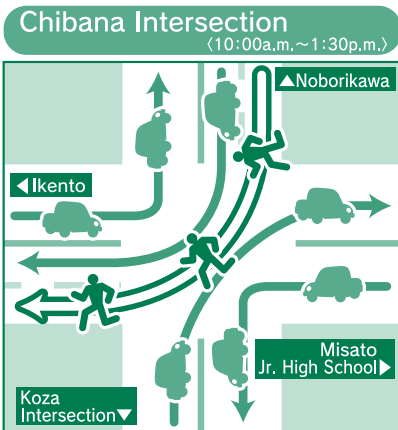 Chibana Intersection
〈10:00a.m.～1:30p.m.〉
▲Noborikawa
◀Ikento
Misato
Jr. High School▶
Koza
Intersection▼